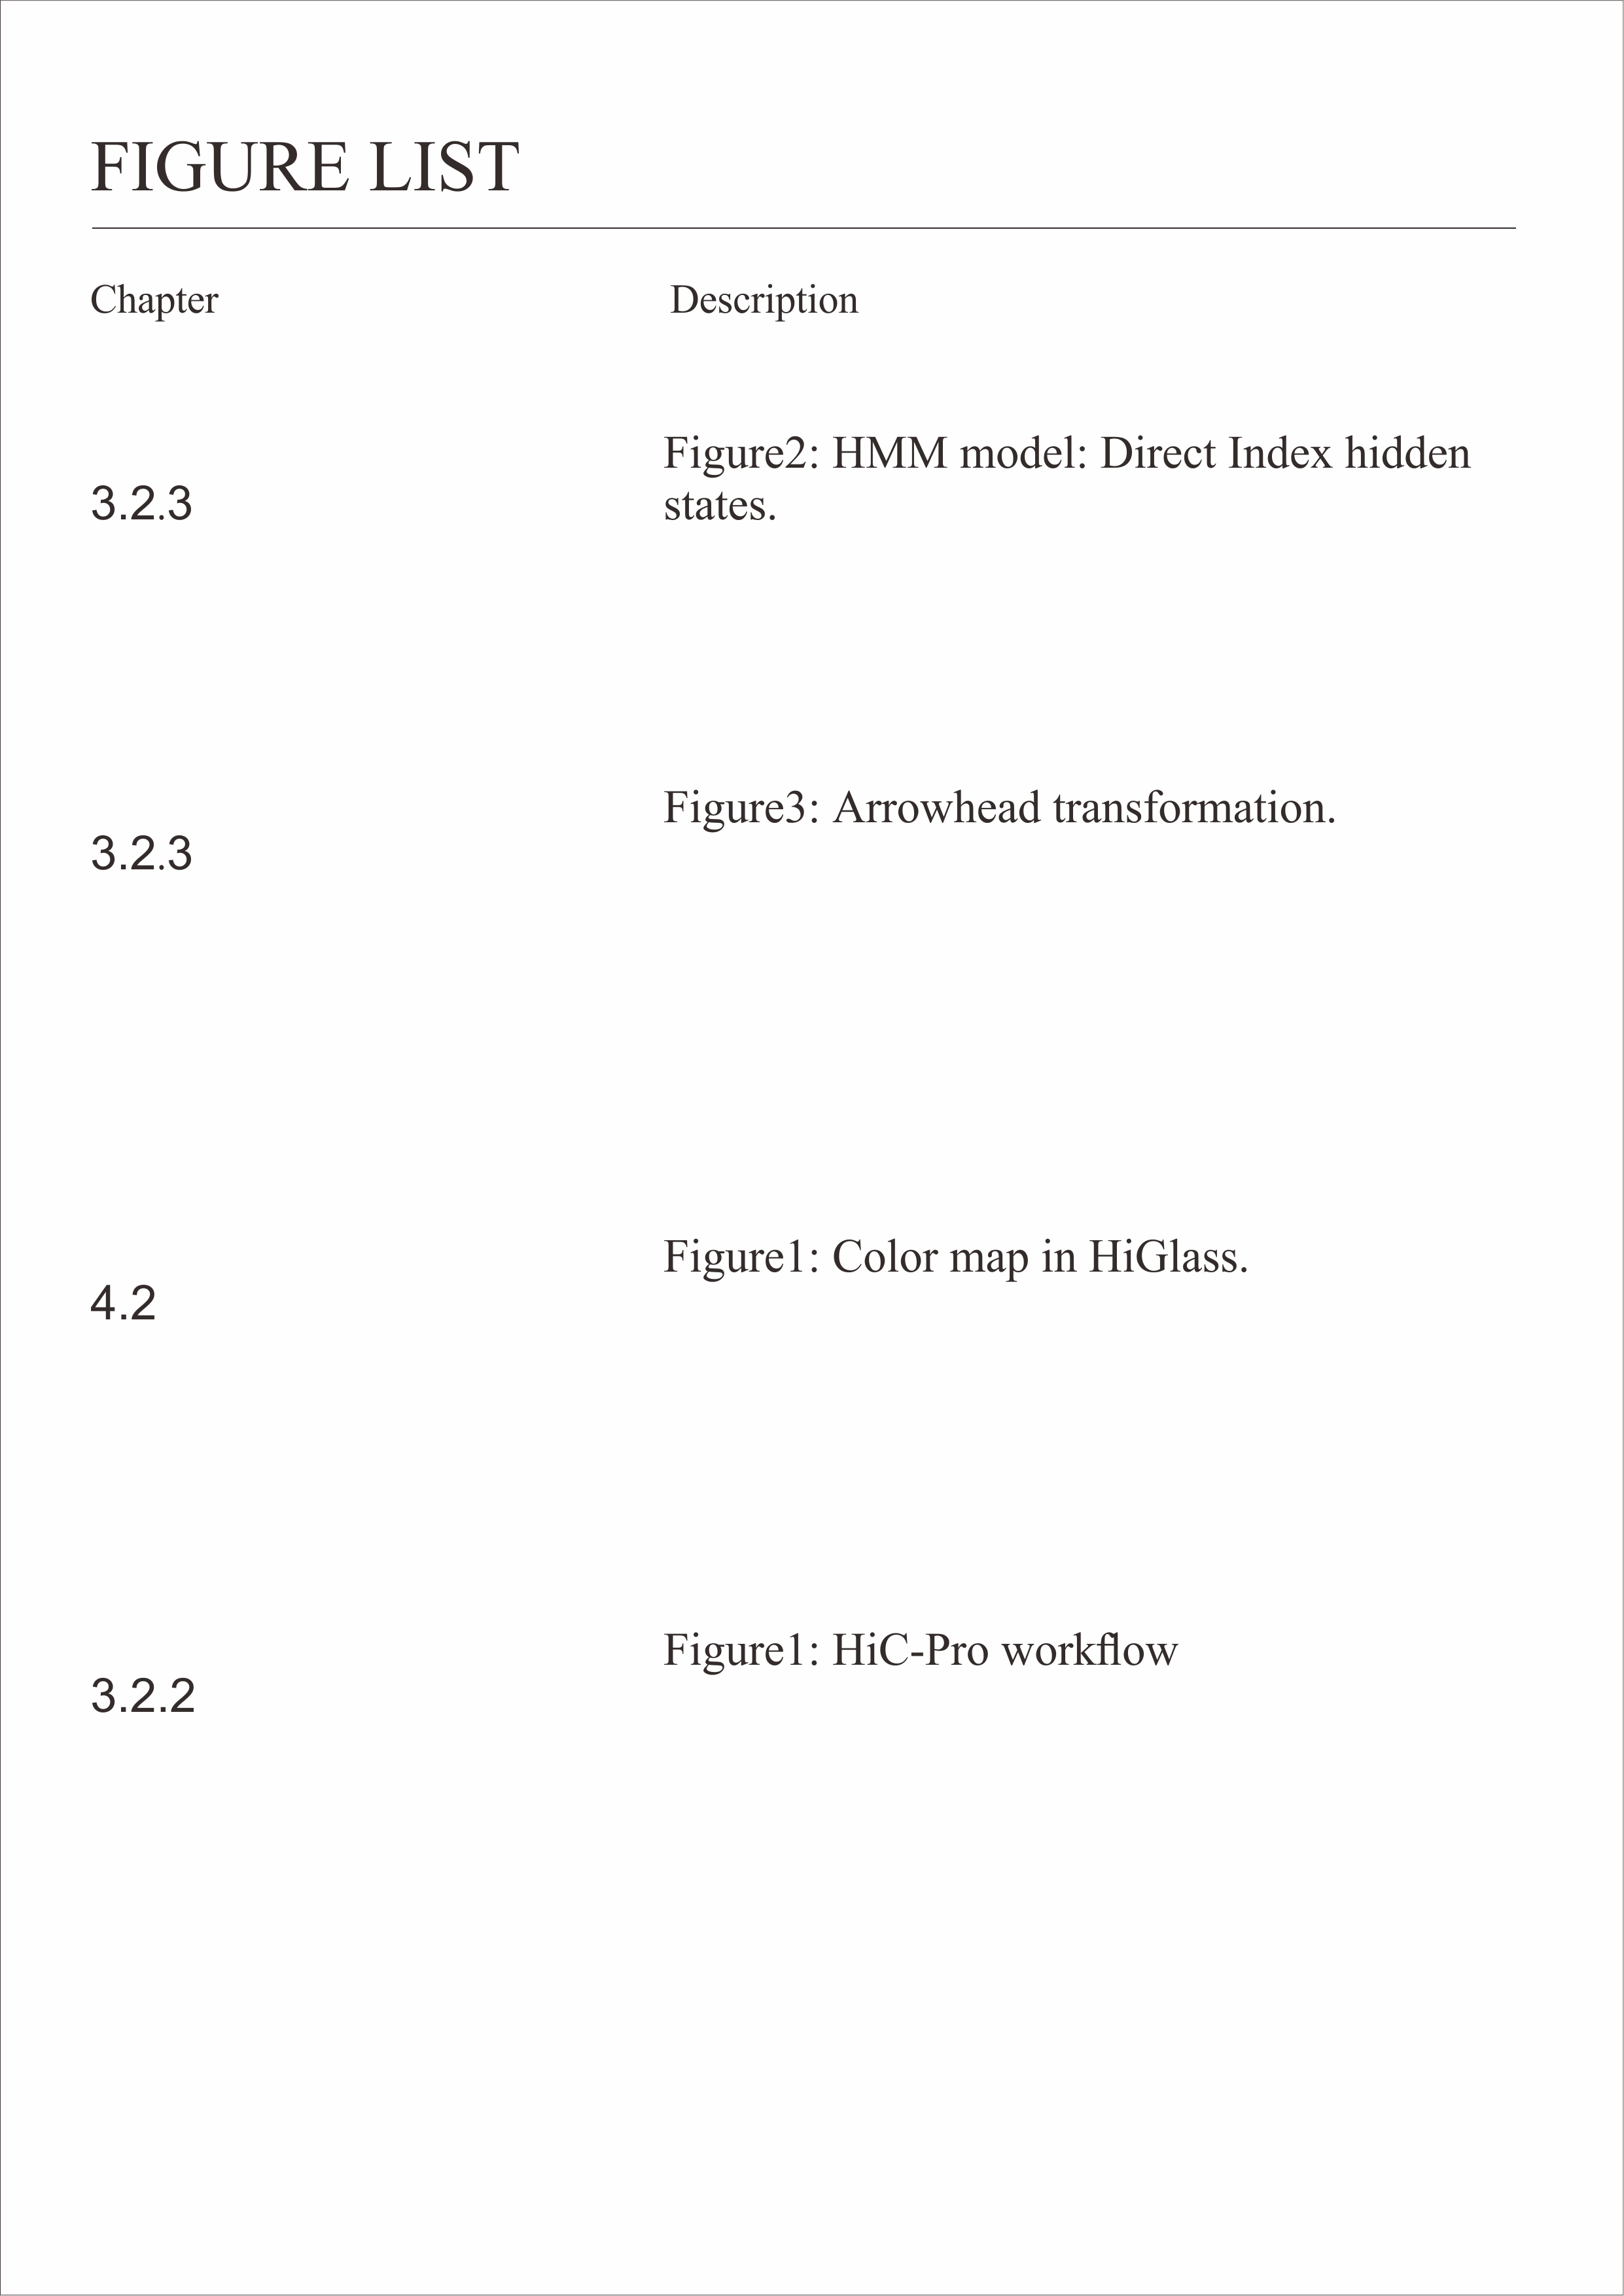 FIGURE LIST
Chapter Description
Figure2: HMM model: Direct Index hidden
3.2.3 states.
Figure3: Arrowhead transformation.
3.2.3
Figure1: Color map in HiGlass.
4.2
Figure1: HiC-Pro workflow
3.2.2